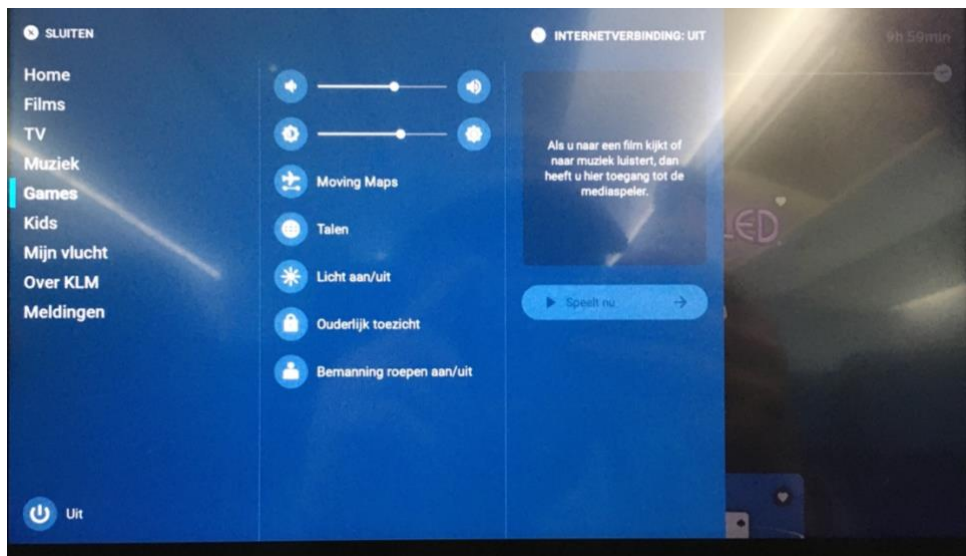 SLUITEN
Home
Films
TV
Muziek
Games
Kids
Mijn vlucht
Over KLM
Meldingen
Uit
Moving Maps
Talen
Licht aan/uit
Ouderlijk toezicht
Bemanning roepen aan/uit
INTERNETVERBINDING: UIT
Als u naar een film kijkt of
naar muziek luistert, dan
heeft u hier toegang tot de
mediaspeler.
Speelt nu
9h 59min
LED